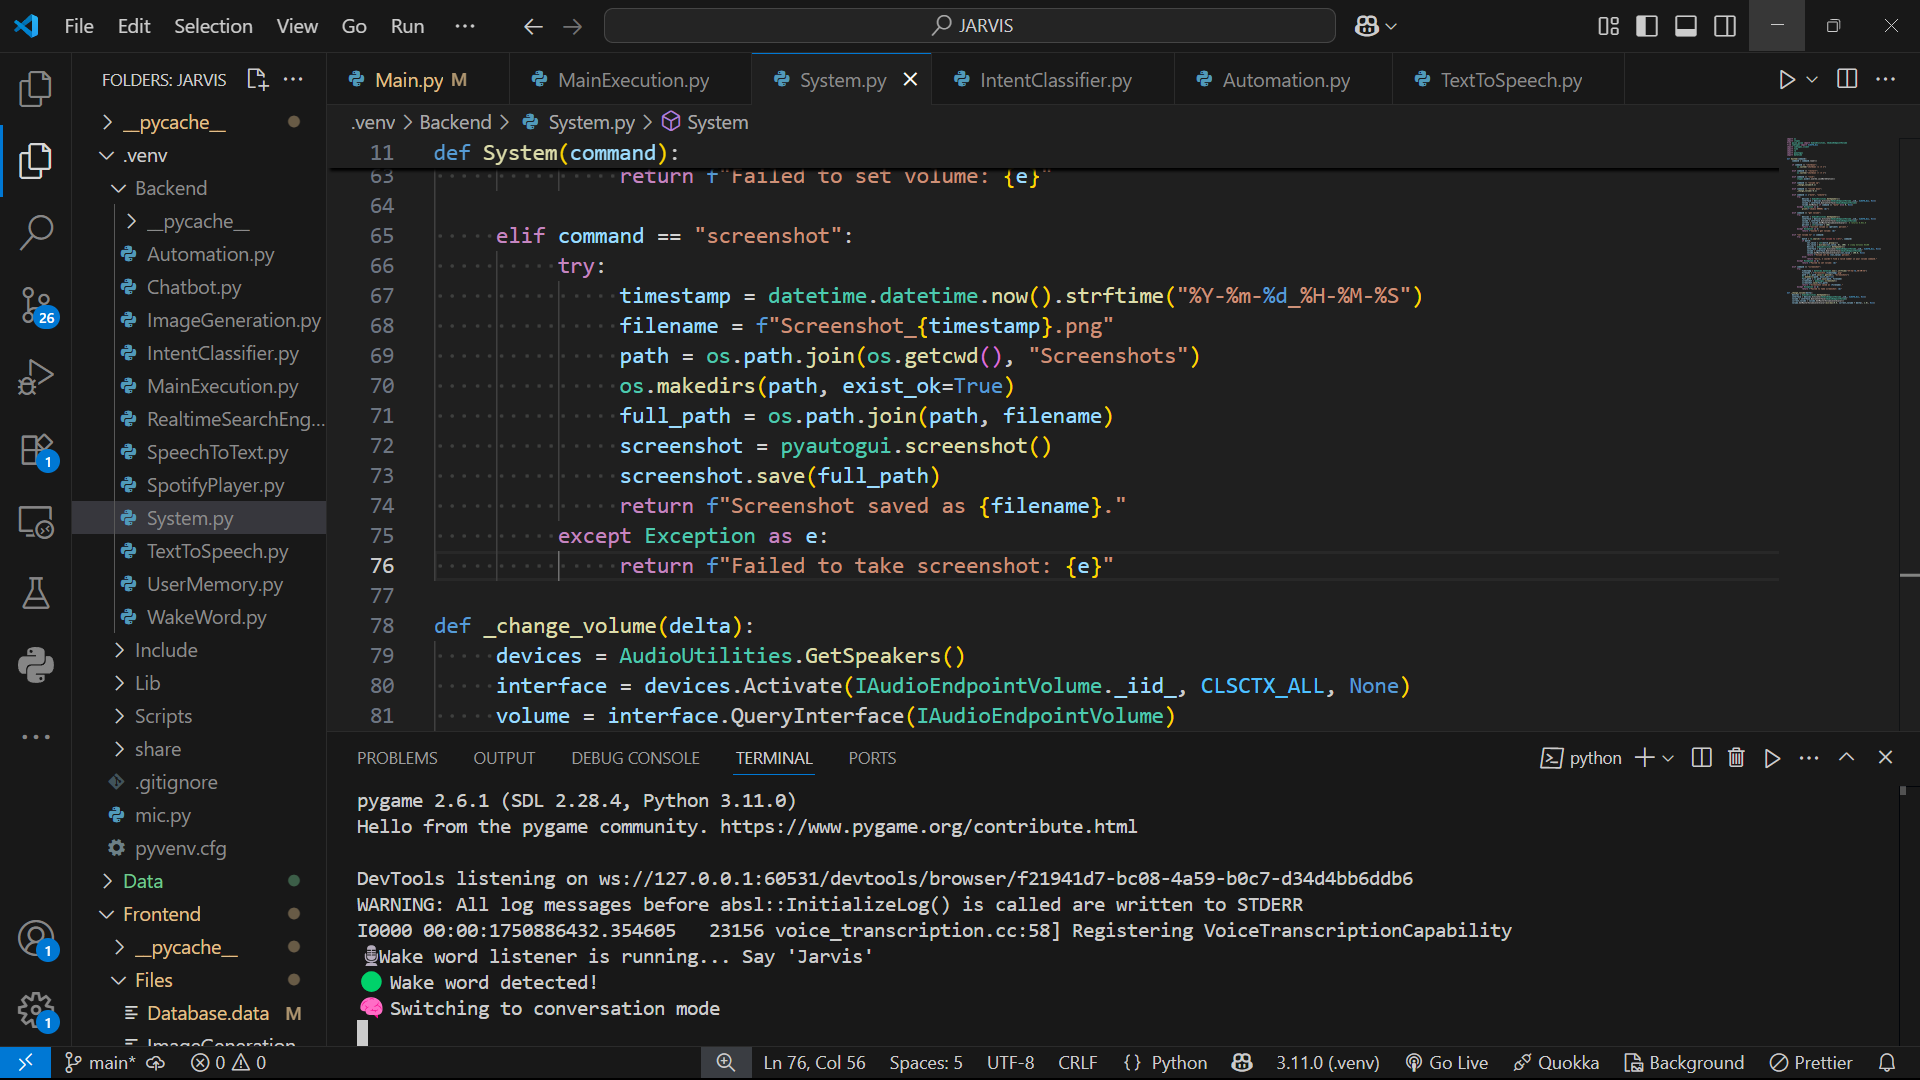 File Edit Selection View Go Run ···
JARVIS
FOLDERS: JARVIS
Main.py M
MainExecution.py
System.py
IntentClassifier.py
Automation.py
TextToSpeech.py
.venv > Backend > System.py > System
__pycache__
.venv
Backend
__pycache__
Automation.py
Chatbot.py
ImageGeneration.py
IntentClassifier.py
MainExecution.py
RealtimeSearchEng...
SpeechToText.py
SpotifyPlayer.py
System.py
TextToSpeech.py
UserMemory.py
WakeWord.py
Include
Lib
Scripts
share
.gitignore
mic.py
pyvenv.cfg
Data
Frontend
__pycache__
Files
Database.data M
ImageGeneration
26
1
1
1
11 def System(command):
63 return f"Failed to set volume: {e}"
64
65 elif command == "screenshot":
66 try:
67 timestamp = datetime.datetime.now().strftime("%Y-%m-%d_%H-%M-%S")
68 filename = f"Screenshot_{timestamp}.png"
69 path = os.path.join(os.getcwd(), "Screenshots")
70 os.makedirs(path, exist_ok=True)
71 full_path = os.path.join(path, filename)
72 screenshot = pyautogui.screenshot()
73 screenshot.save(full_path)
74 return f"Screenshot saved as {filename}."
75 except Exception as e:
76 return f"Failed to take screenshot: {e}"
77
78 def _change_volume(delta):
79 devices = AudioUtilities.GetSpeakers()
80 interface = devices.Activate(IAudioEndpointVolume._iid_, CLSCTX_ALL, None)
81 volume = interface.QueryInterface(IAudioEndpointVolume)
PROBLEMS OUTPUT DEBUG CONSOLE TERMINAL PORTS
python
pygame 2.6.1 (SDL 2.28.4, Python 3.11.0)
Hello from the pygame community. https://www.pygame.org/contribute.html
DevTools listening on ws://127.0.0.1:60531/devtools/browser/f21941d7-bc08-4a59-b0c7-d34d4bb6ddb6
WARNING: All log messages before absl::InitializeLog() is called are written to STDERR
I0000 00:00:1750886432.354605 23156 voice_transcription.cc:58] Registering VoiceTranscriptionCapability
🎙️Wake word listener is running... Say 'Jarvis'
🟢 Wake word detected!
🧠 Switching to conversation mode
main* 0 0 Ln 76, Col 56 Spaces: 5 UTF-8 CRLF {} Python 3.11.0 (.venv) Go Live Quokka Background Prettier